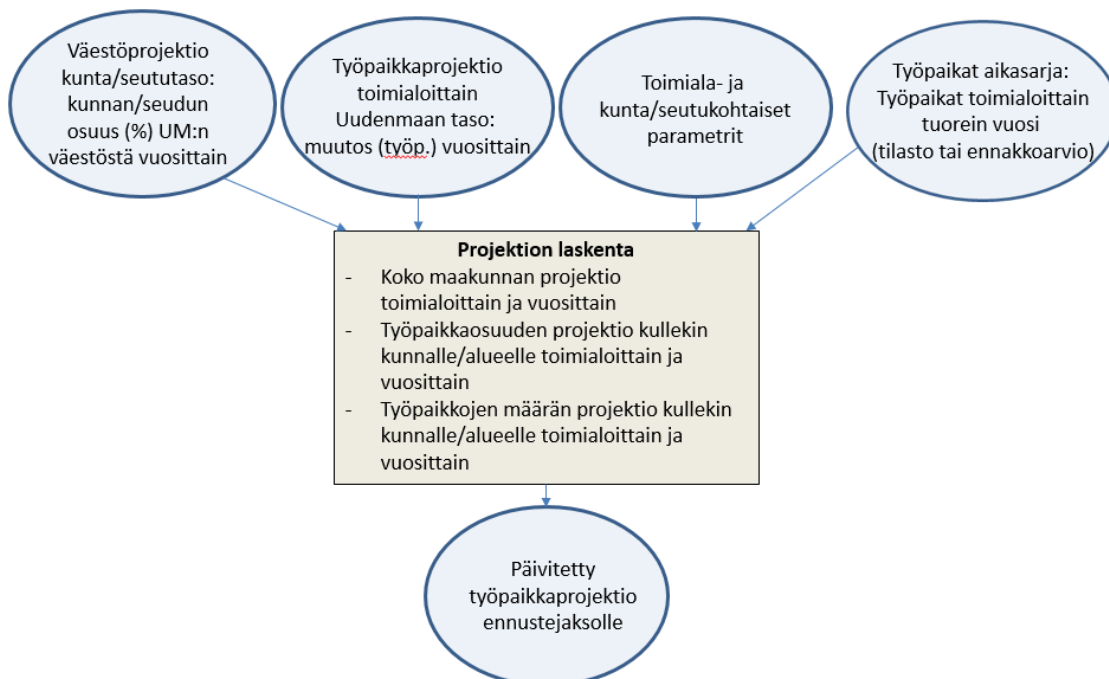 Väestöprojektio
kunta/seututaso:
kunnan/seudun
osuus (%) UM:n
väestöstä vuosittain
Työpaikkaprojektio
toimialoittain
Uudenmaan taso:
muutos (työp.) vuosittain
Toimiala- ja
kunta/seutukohtaiset
parametrit
Työpaikat aikasarja:
Työpaikat toimialoittain
tuorein vuosi
(tilasto tai ennakkoarvio)
Projektion laskenta
- Koko maakunnan projektio
toimialoittain ja vuosittain
- Työpaikkaosuuden projektio kullekin
kunnalle/alueelle toimialoittain ja
vuosittain
- Työpaikkojen määrän projektio kullekin
kunnalle/alueelle toimialoittain ja
vuosittain
Päivitetty
työpaikkaprojektio
ennustejaksolle